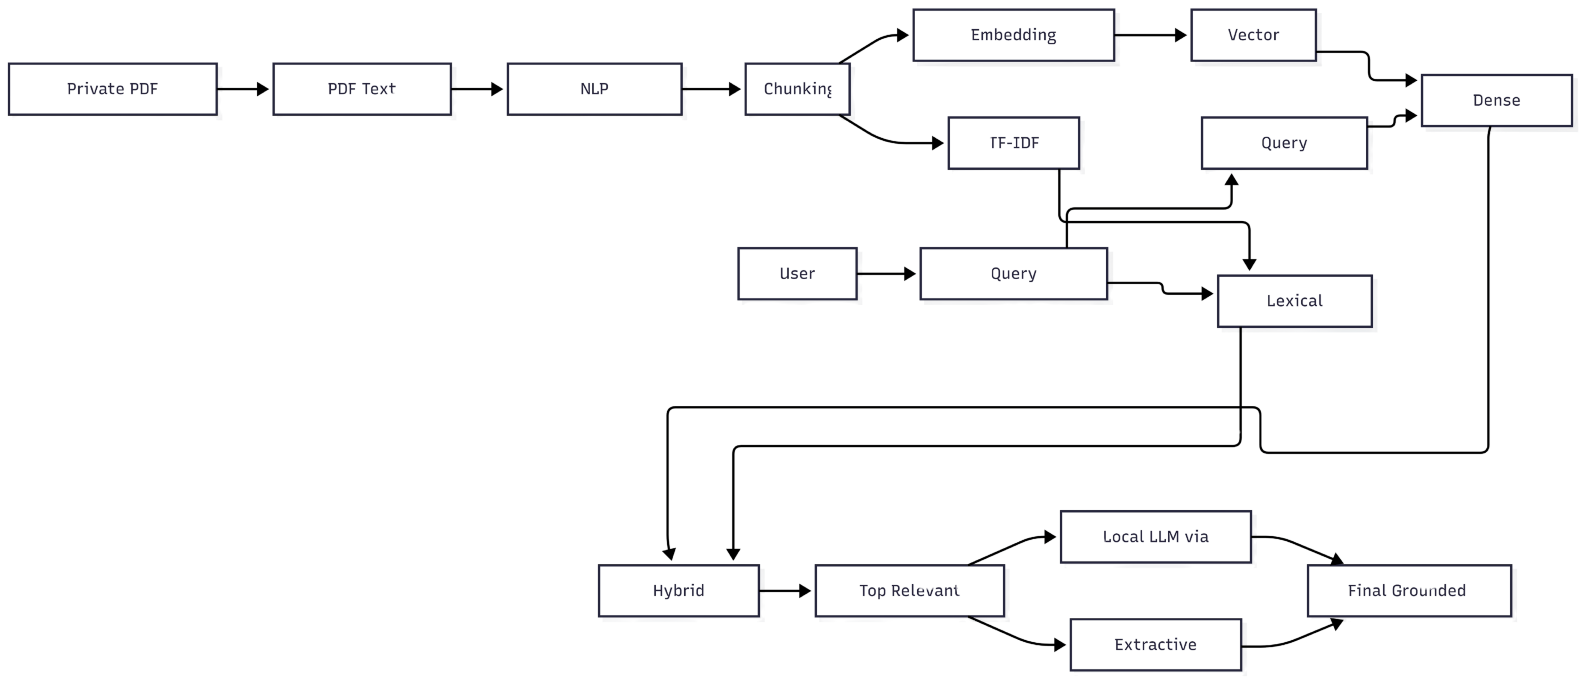 Private PDF
PDF Text
NLP
Chunking
Embedding
Vector
Dense
TF-IDF
Query
User
Query
Lexical
Hybrid
Top Relevant
Local LLM via
Extractive
Final Grounded